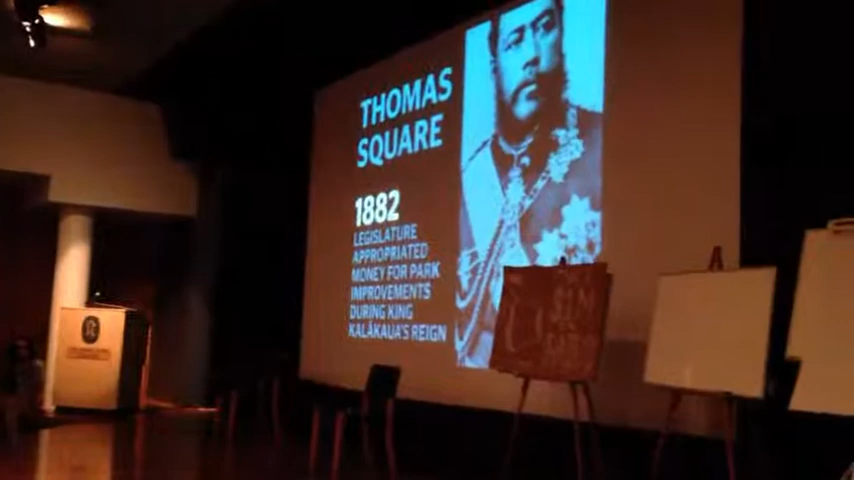 THOMAS
SQUARE
1882
LEGISLATURE
APPROPRIATED
MONEY FOR PARK
IMPROVEMENTS
DURING KING
KALĀKAUA'S REIGN